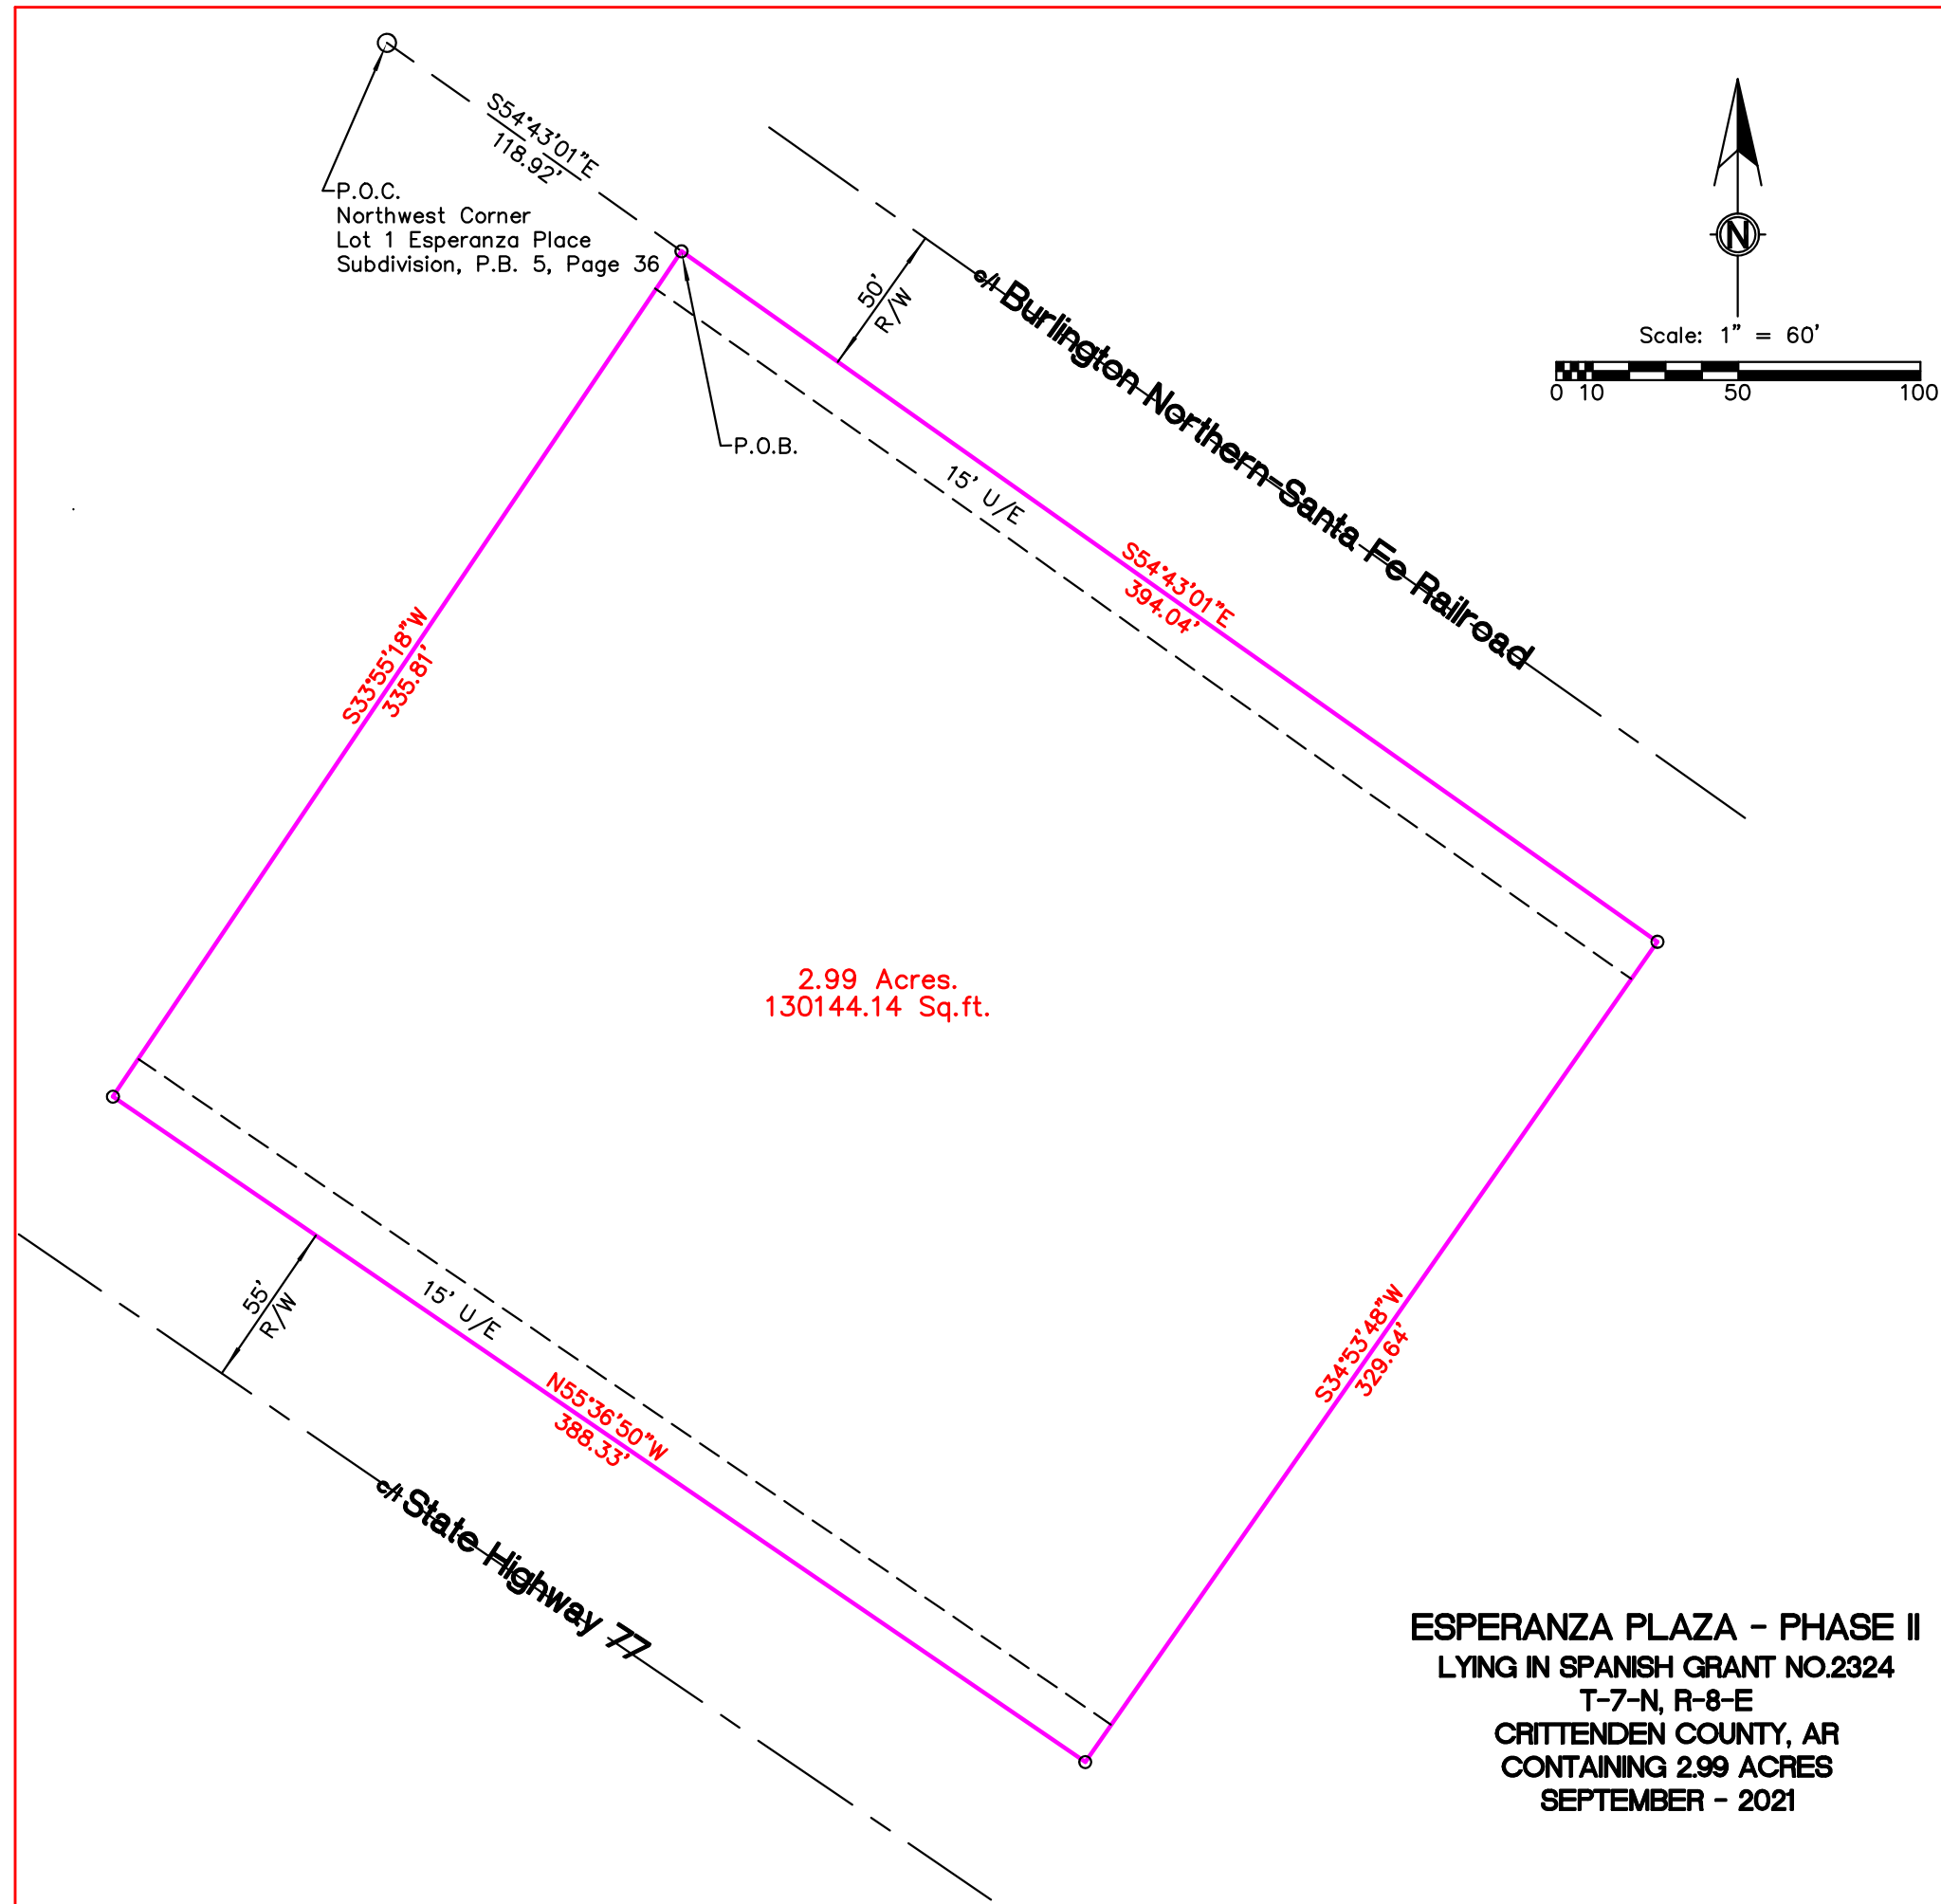 S54°43'01"E
118.92'
P.O.C.
Northwest Corner
Lot 1 Esperanza Place
Subdivision, P.B. 5, Page 36
50'
R/W
c/l Burlington Northern-Santa Fe Railroad
N
Scale: 1" = 60'
0 10 50 100
P.O.B.
15' U/E
S54°43'01"E
394.04'
S33°55'18"W
335.81'
2.99 Acres.
130144.14 Sq.ft.
55'
R/W
15' U/E
S34°53'48"W
329.64'
N55°36'50"W
388.33'
c/l State Highway 77
ESPERANZA PLAZA - PHASE II
LYING IN SPANISH GRANT NO.2324
T-7-N, R-8-E
CRITTENDEN COUNTY, AR
CONTAINING 2.99 ACRES
SEPTEMBER - 2021